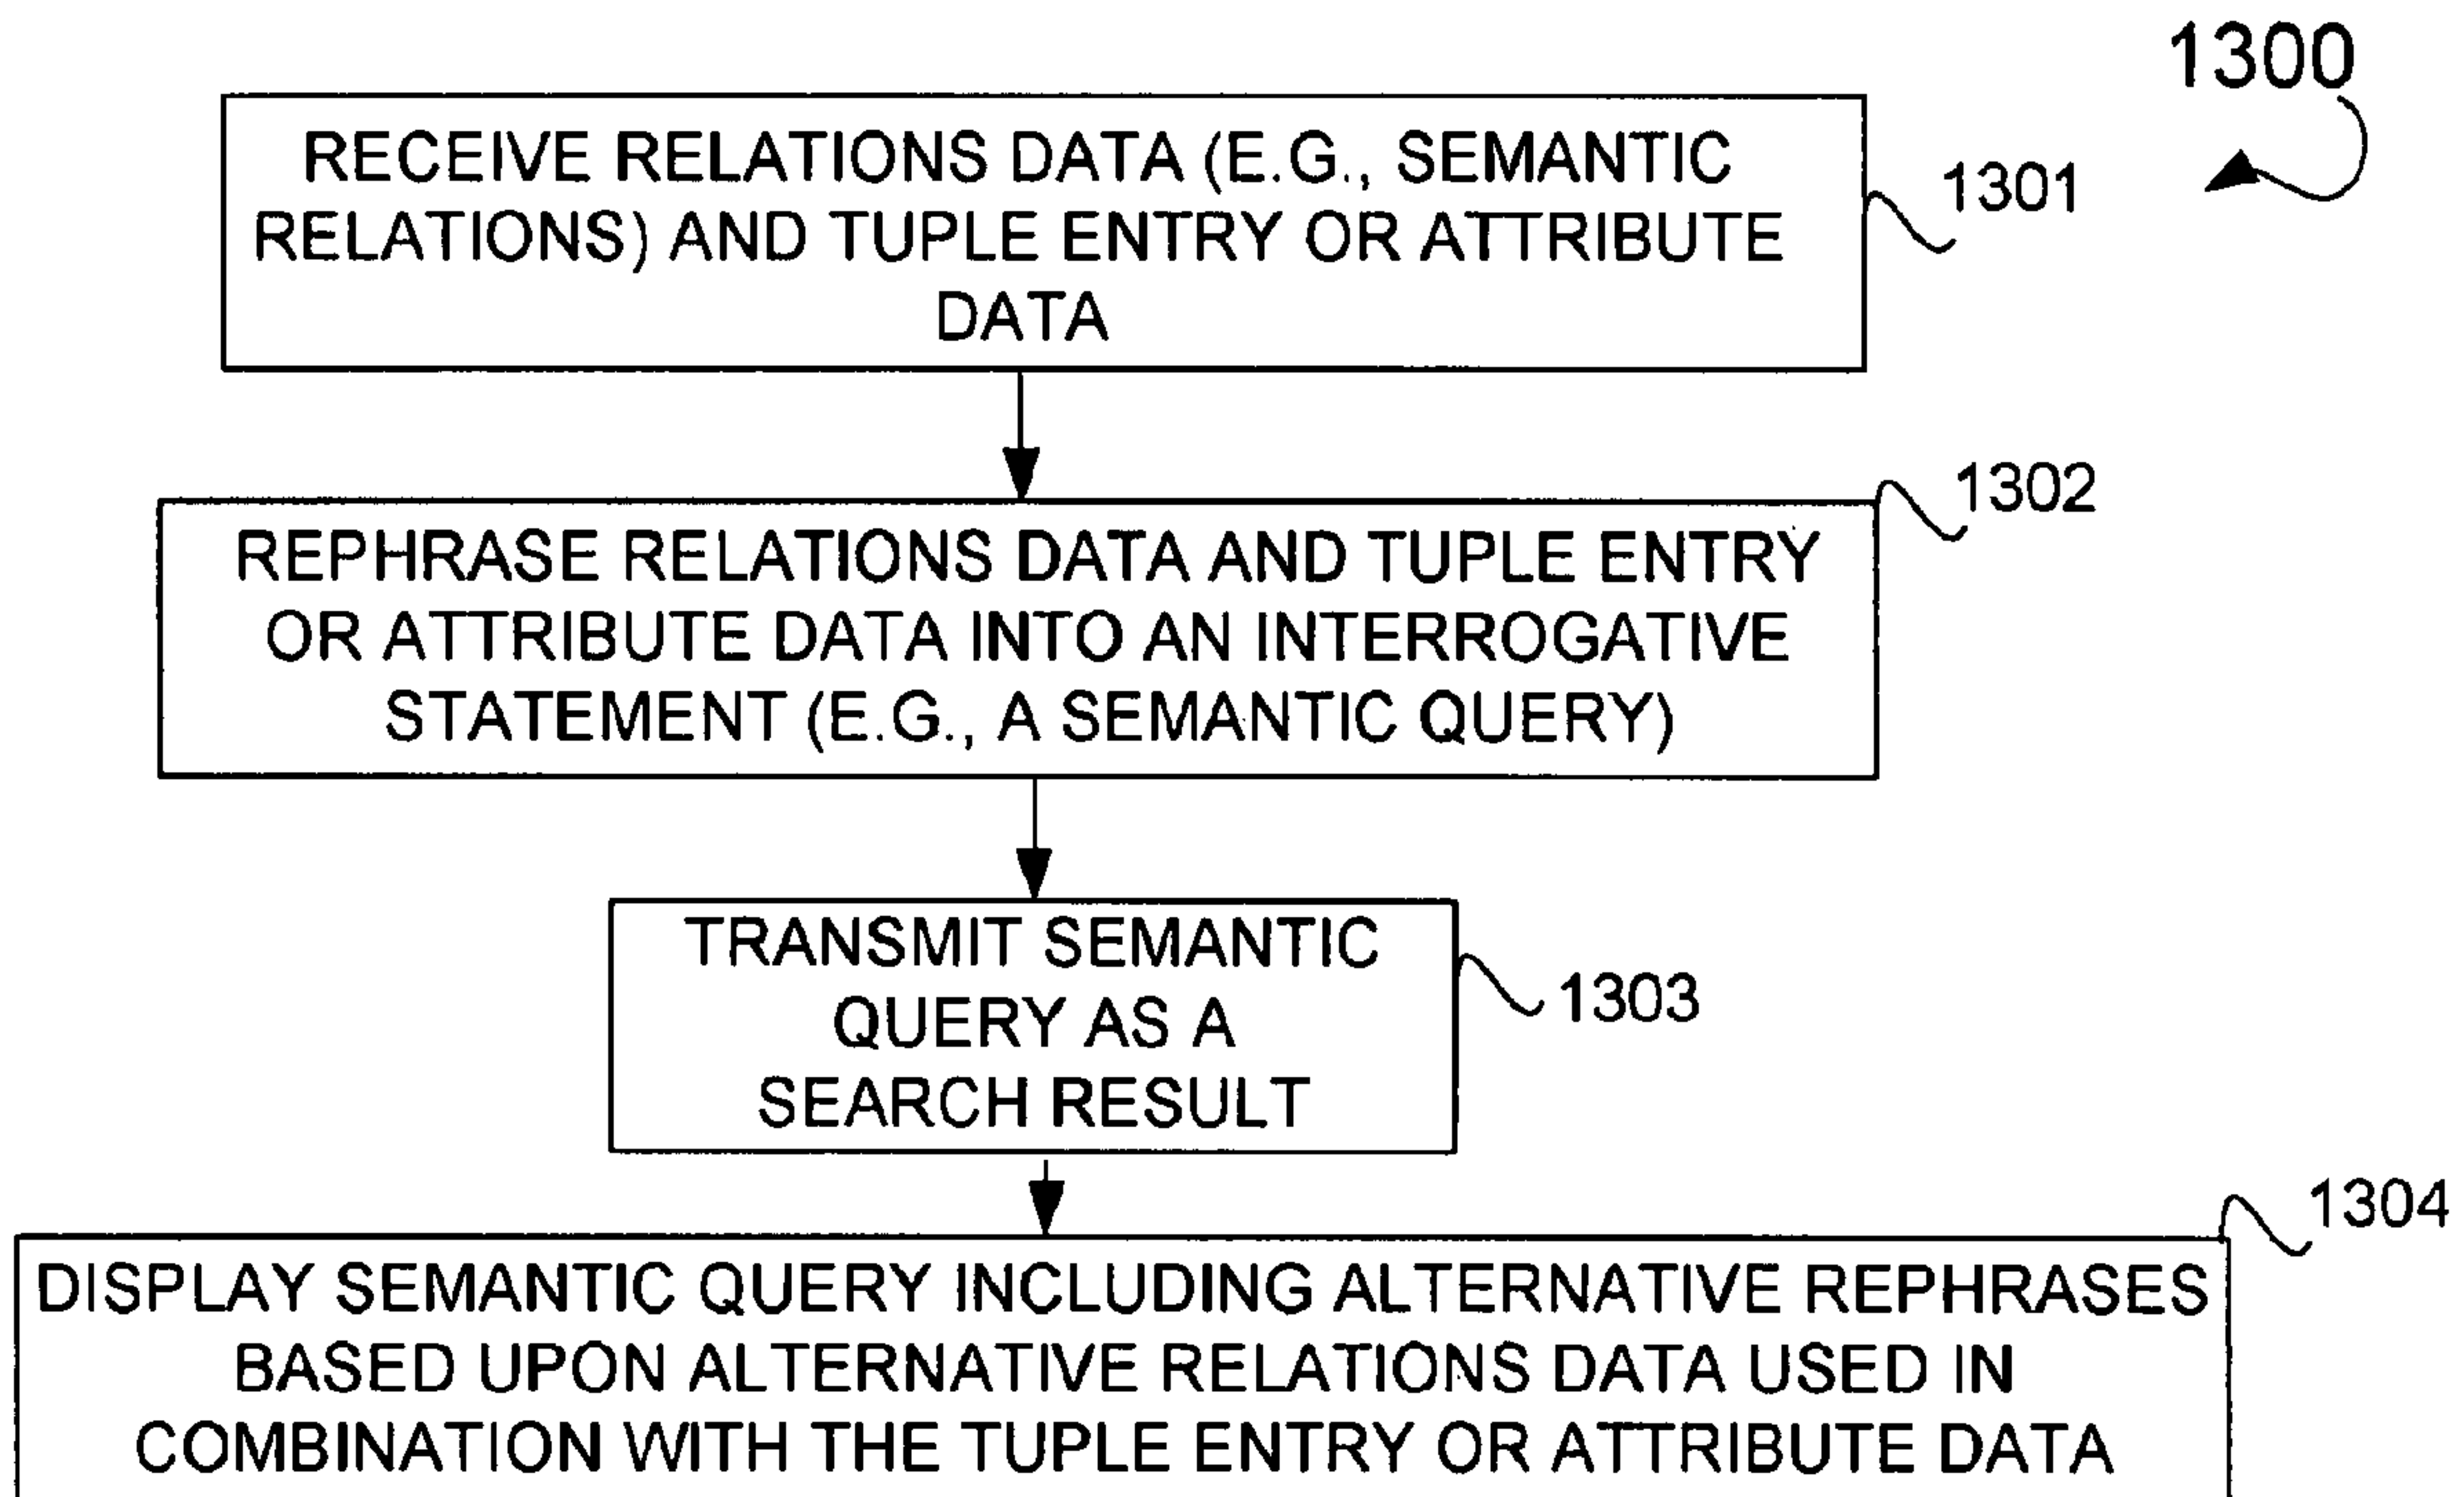 1300
RECEIVE RELATIONS DATA (E.G., SEMANTIC
RELATIONS) AND TUPLE ENTRY OR ATTRIBUTE
DATA
1301
1302
REPHRASE RELATIONS DATA AND TUPLE ENTRY
OR ATTRIBUTE DATA INTO AN INTERROGATIVE
STATEMENT (E.G., A SEMANTIC QUERY)
TRANSMIT SEMANTIC
QUERY AS A
SEARCH RESULT
1303
1304
DISPLAY SEMANTIC QUERY INCLUDING ALTERNATIVE REPHRASES
BASED UPON ALTERNATIVE RELATIONS DATA USED IN
COMBINATION WITH THE TUPLE ENTRY OR ATTRIBUTE DATA